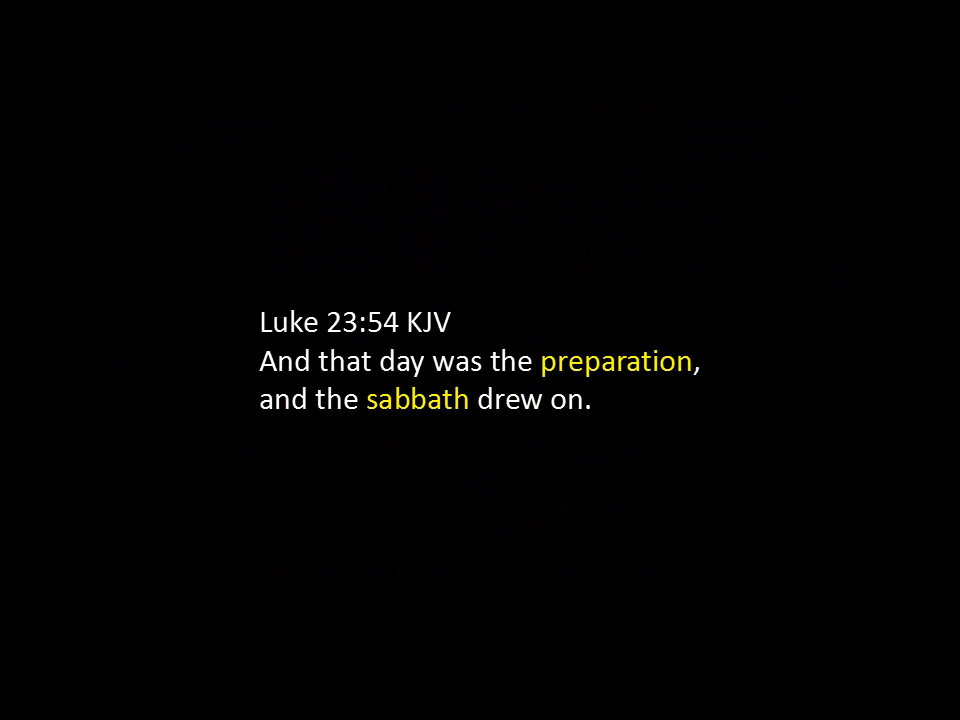 Luke 23:54 KJV
And that day was the preparation,
and the sabbath drew on.